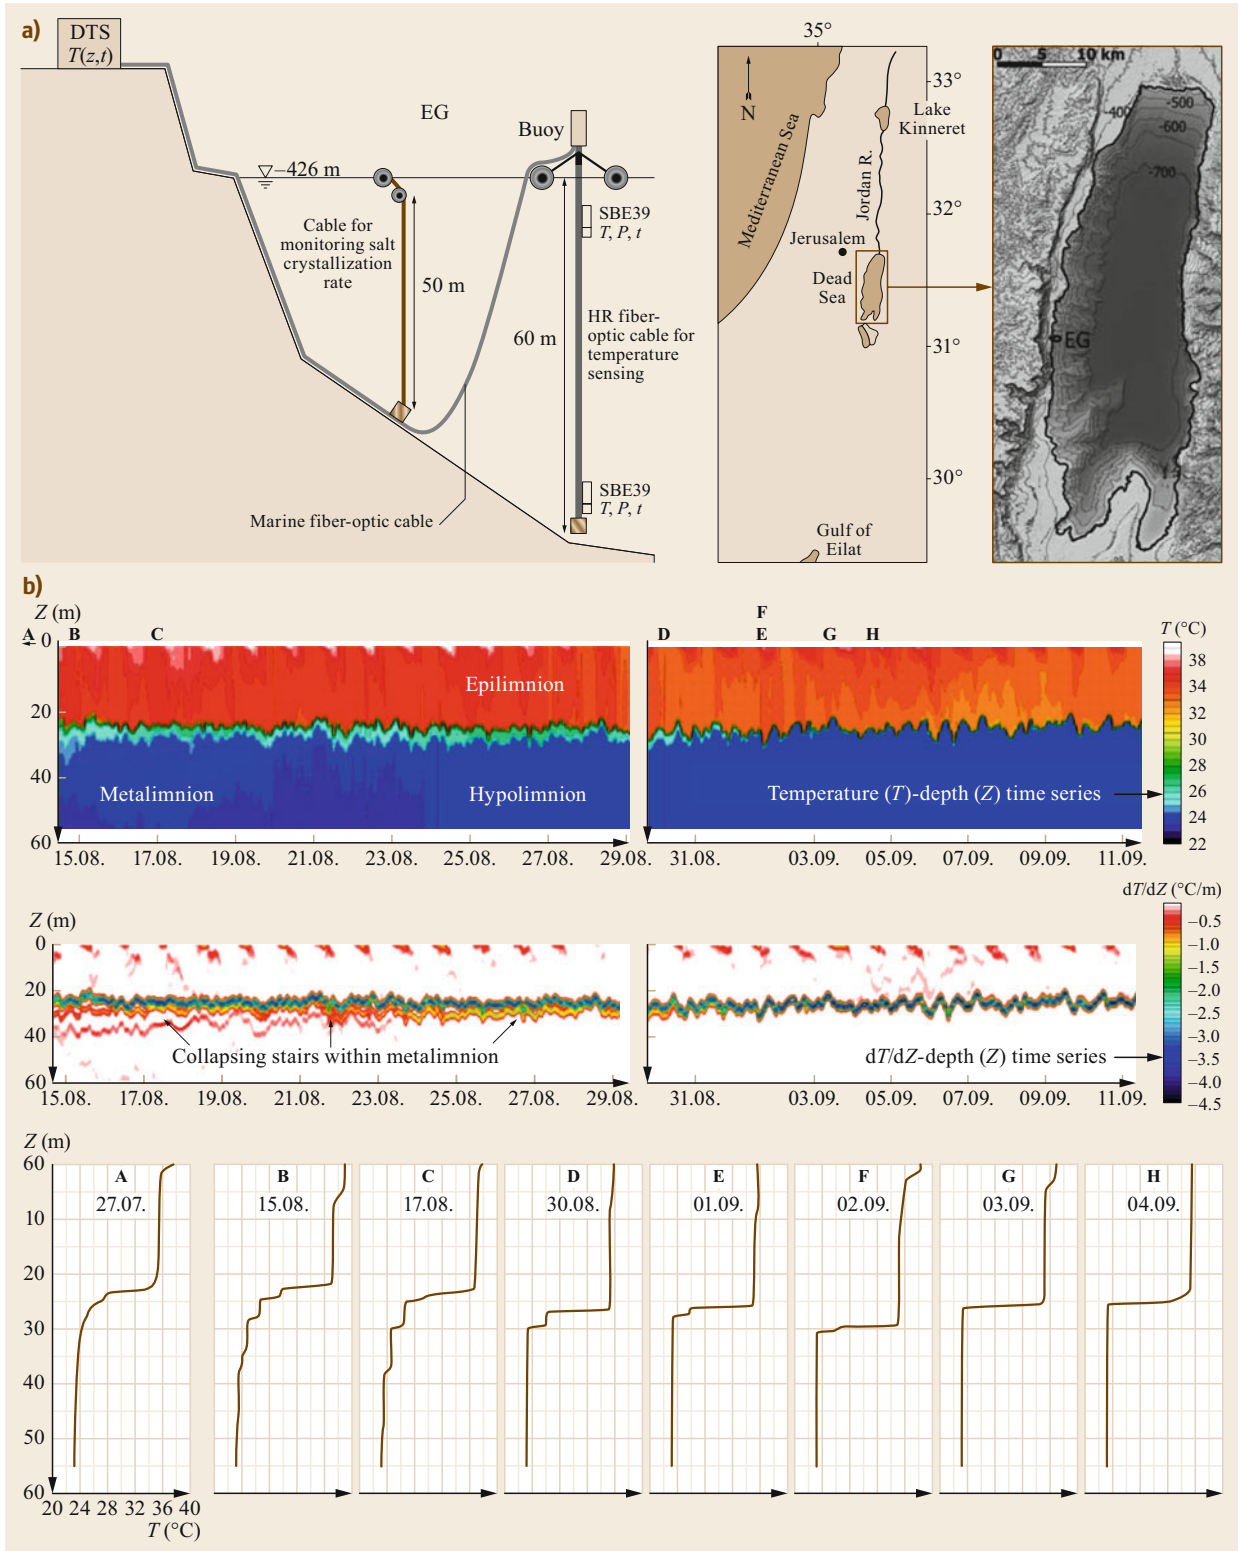 a)
DTS
T(z,t)
EG
Buoy
–426 m
Cable for
monitoring salt
crystallization
rate
50 m
60 m
SBE39
T, P, t
HR fiber-
optic cable for
temperature
sensing
SBE39
T, P, t
Marine fiber-optic cable
35°
33°
32°
31°
30°
N
Mediterranean Sea
Lake
Kinneret
Jordan R.
Jerusalem
Dead
Sea
Gulf of
Eilat
0 5 10 km
-400
-500
-600
-700
EG
b)
Z (m)
A B C
D F E G H
0
20
40
60
Epilimnion
Metalimnion
Hypolimnion
Temperature (T)-depth (Z) time series
15.08. 17.08. 19.08. 21.08. 23.08. 25.08. 27.08. 29.08.
31.08. 03.09. 05.09. 07.09. 09.09. 11.09.
T (°C)
38
34
32
30
28
26
24
22
Z (m)
0
20
40
60
Collapsing stairs within metalimnion
dT/dZ-depth (Z) time series
15.08. 17.08. 19.08. 21.08. 23.08. 25.08. 27.08. 29.08.
31.08. 03.09. 05.09. 07.09. 09.09. 11.09.
dT/dZ (°C/m)
–0.5
–1.0
–1.5
–2.0
–3.0
–3.5
–4.0
–4.5
Z (m)
60
10
20
30
40
50
60
A
27.07.
B
15.08.
C
17.08.
D
30.08.
E
01.09.
F
02.09.
G
03.09.
H
04.09.
20 24 28 32 36 40
T (°C)